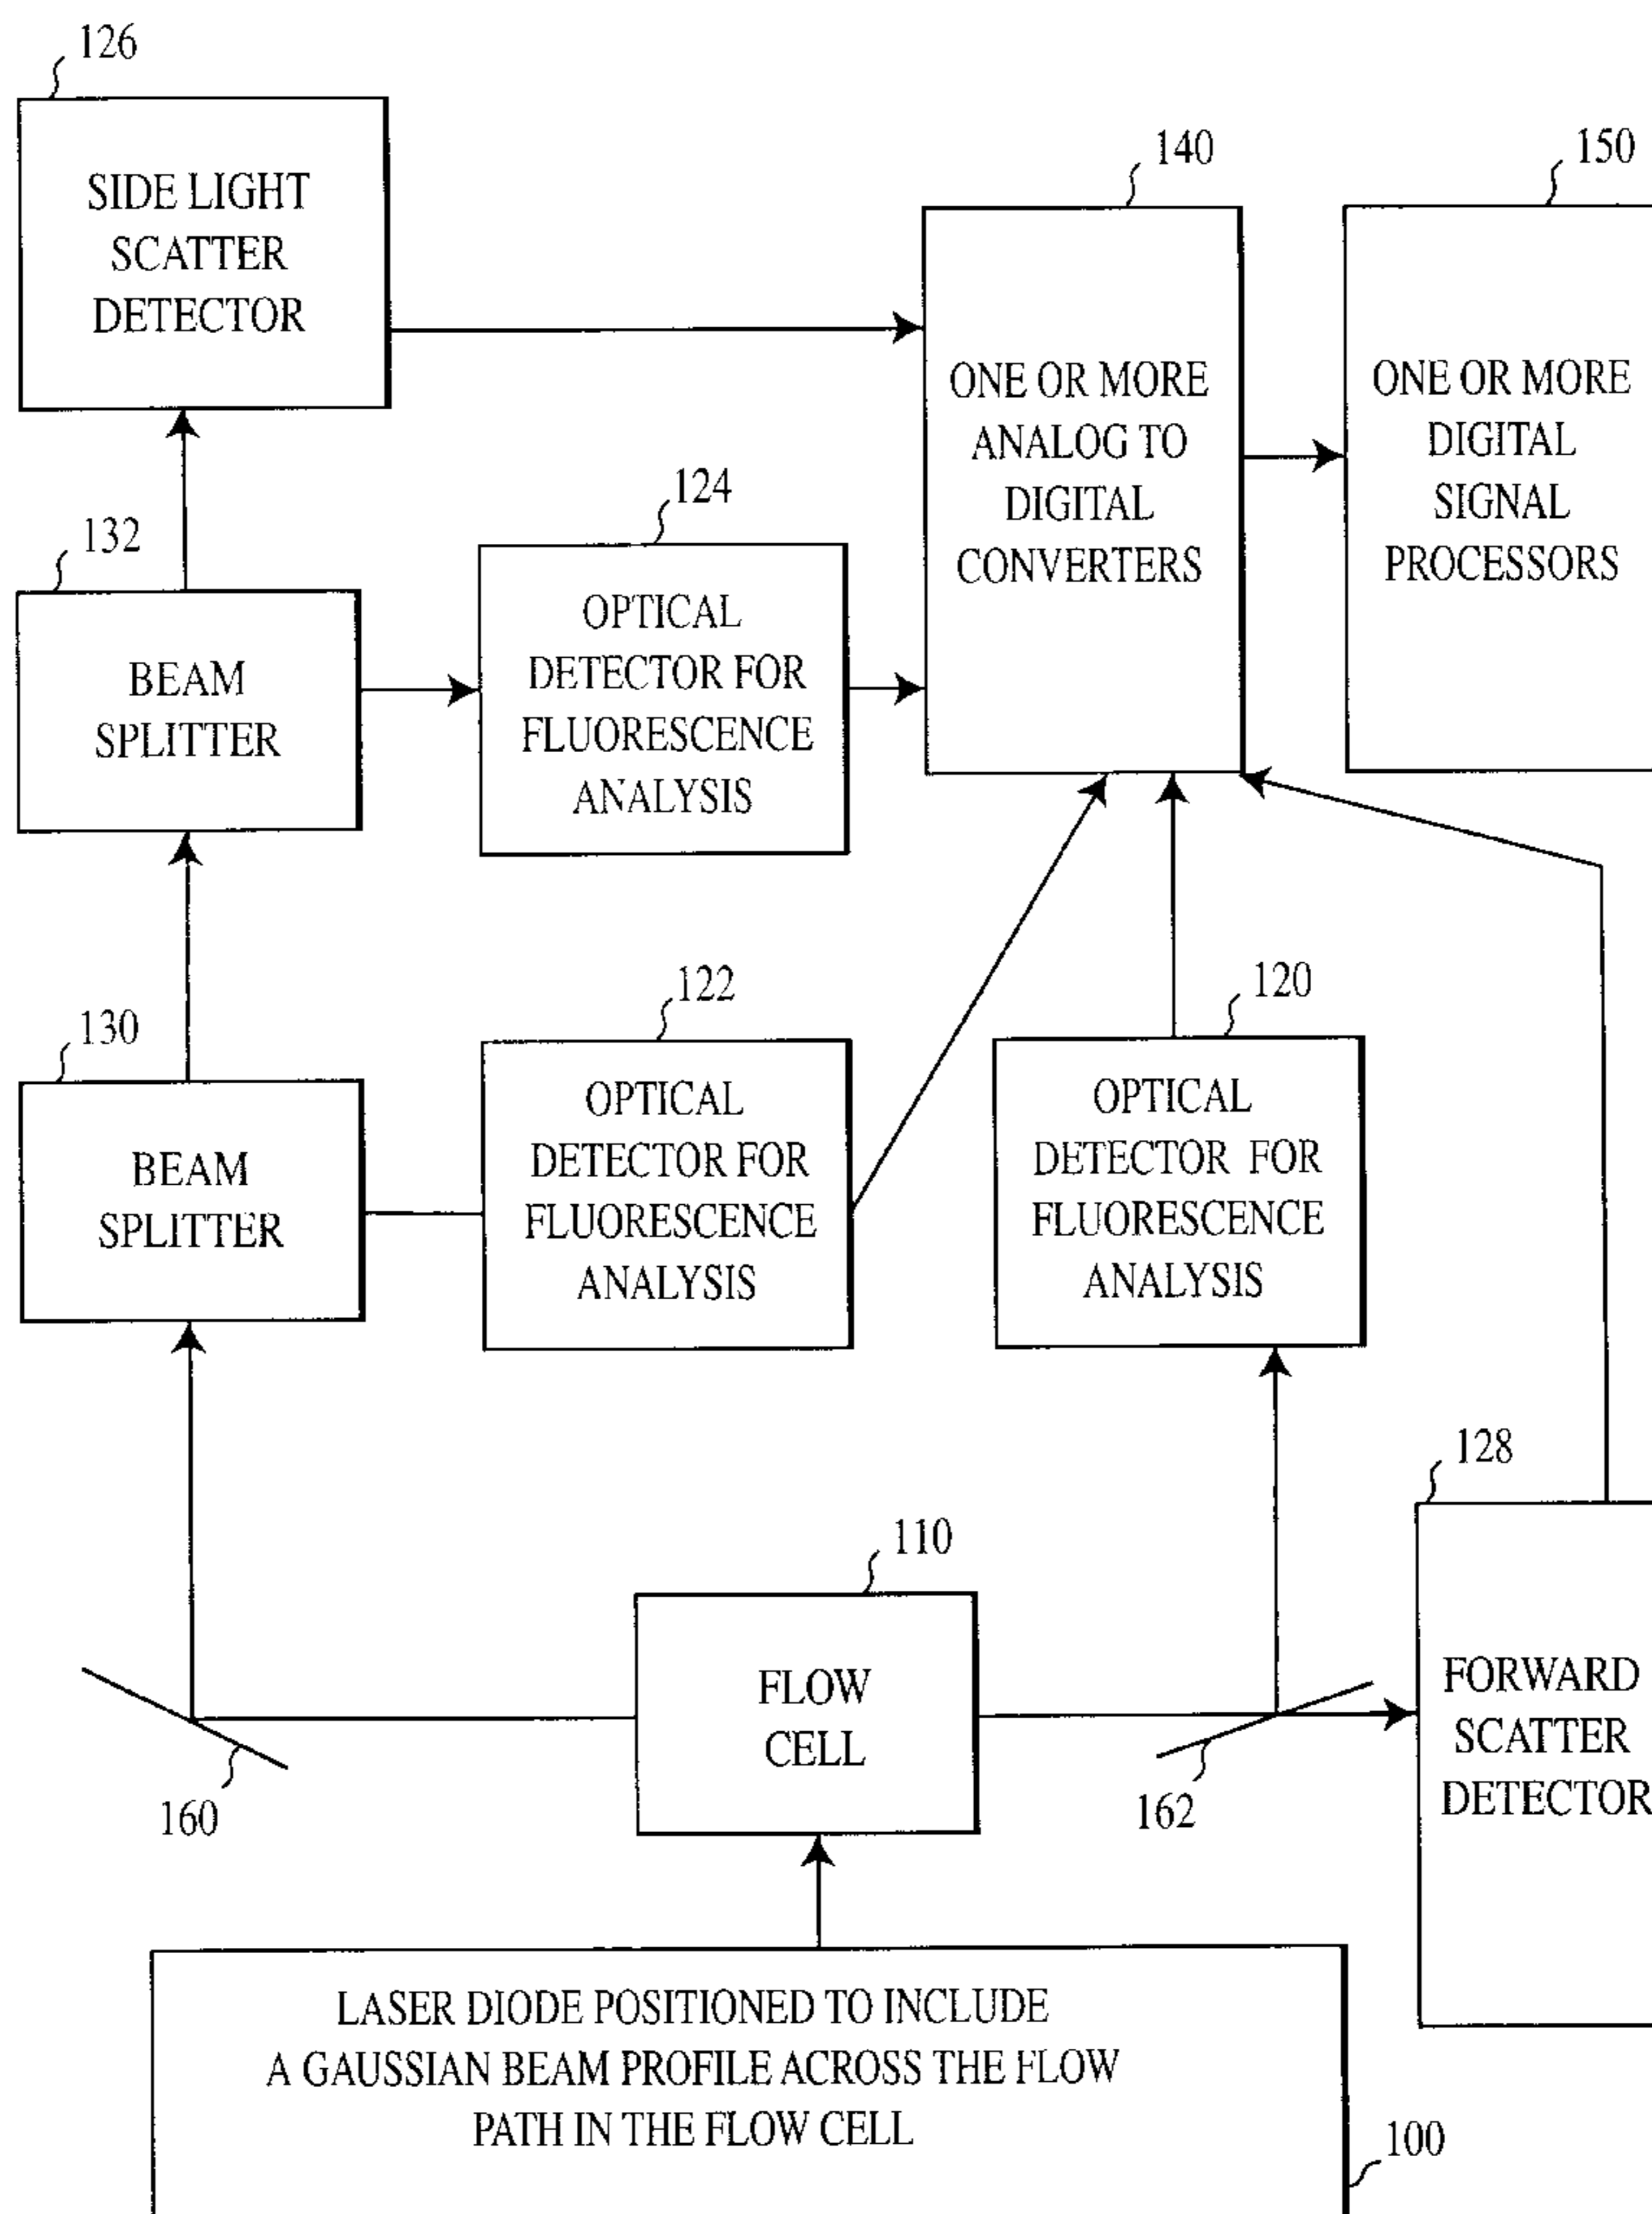 126
SIDE LIGHT
SCATTER
DETECTOR
140
ONE OR MORE
ANALOG TO
DIGITAL
CONVERTERS
150
ONE OR MORE
DIGITAL
SIGNAL
PROCESSORS
132
BEAM
SPLITTER
124
OPTICAL
DETECTOR FOR
FLUORESCENCE
ANALYSIS
130
BEAM
SPLITTER
122
OPTICAL
DETECTOR FOR
FLUORESCENCE
ANALYSIS
120
OPTICAL
DETECTOR FOR
FLUORESCENCE
ANALYSIS
128
FORWARD
SCATTER
DETECTOR
110
FLOW
CELL
160
162
LASER DIODE POSITIONED TO INCLUDE
A GAUSSIAN BEAM PROFILE ACROSS THE FLOW
PATH IN THE FLOW CELL
100